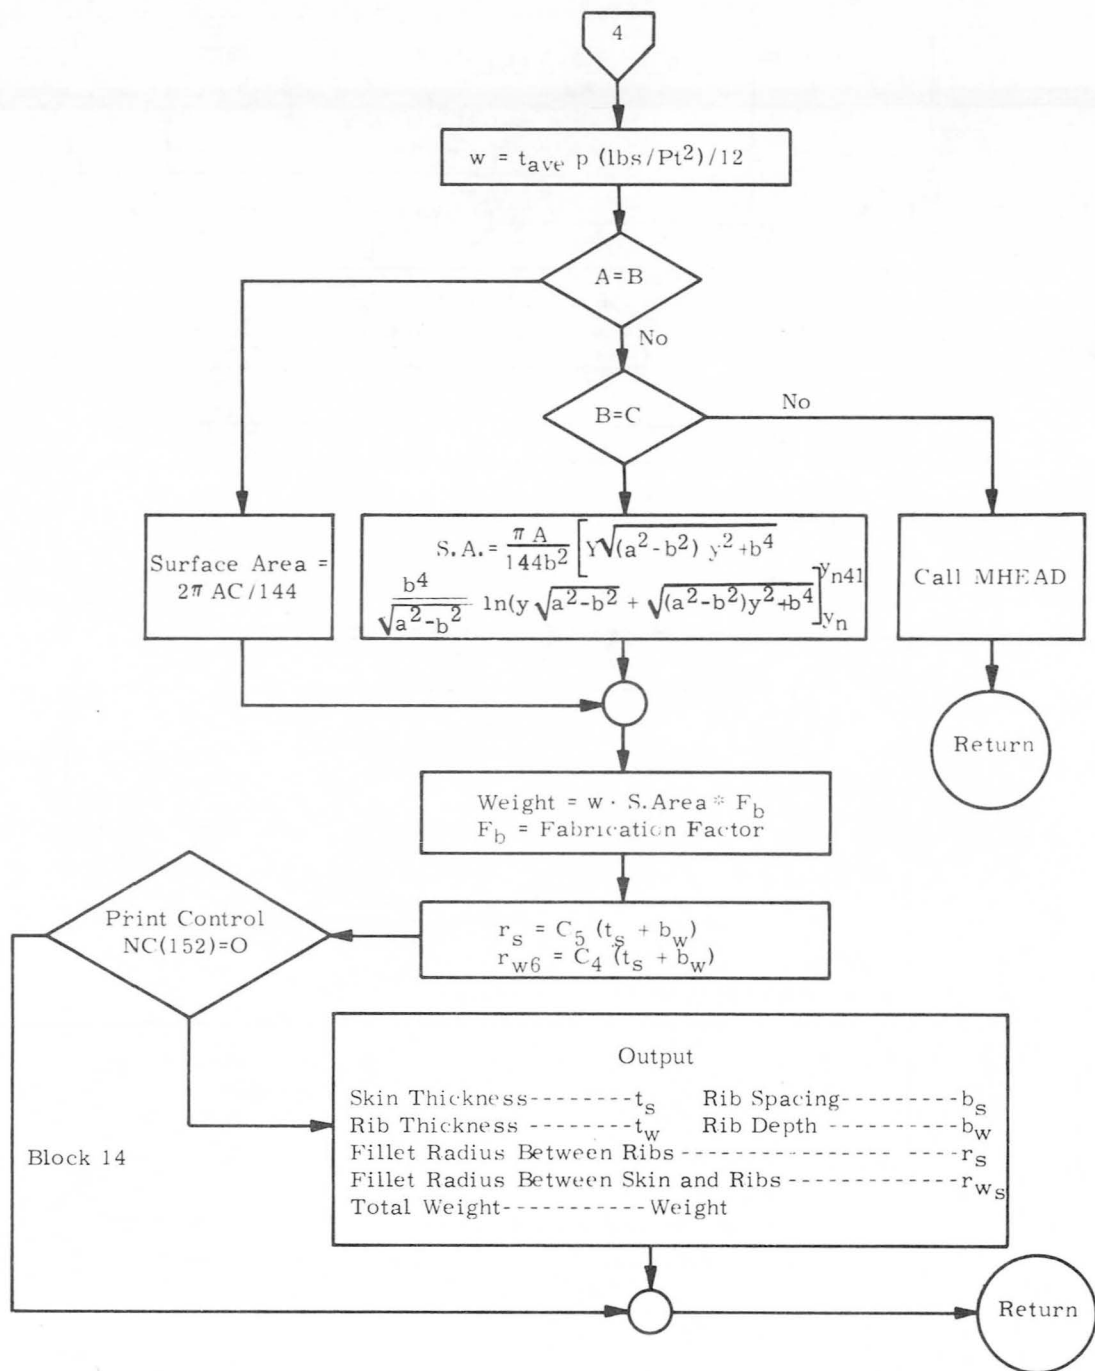 4
w = t_ave p (lbs/Pt²)/12
A=B
No
B=C
No
Surface Area =
2π AC/144
S.A.= πA/144b² [Y√((a²-b²) y²+b⁴)
b⁴/√(a²-b²) ln(y √(a²-b²) + √((a²-b²)y²+b⁴)]_{y_n}^{y_n41}
Call MHEAD
Return
Weight = w · S.Area * F_b
F_b = Fabrication Factor
r_s = C_5 (t_s + b_w)
r_w6 = C_4 (t_s + b_w)
Print Control
NC(152)=O
Output
Skin Thickness--------t_s Rib Spacing---------b_s
Rib Thickness --------t_w Rib Depth ----------b_w
Fillet Radius Between Ribs ---------------- ---- --r_s
Fillet Radius Between Skin and Ribs --------------r_w_s
Total Weight-----------Weight
Block 14
Return